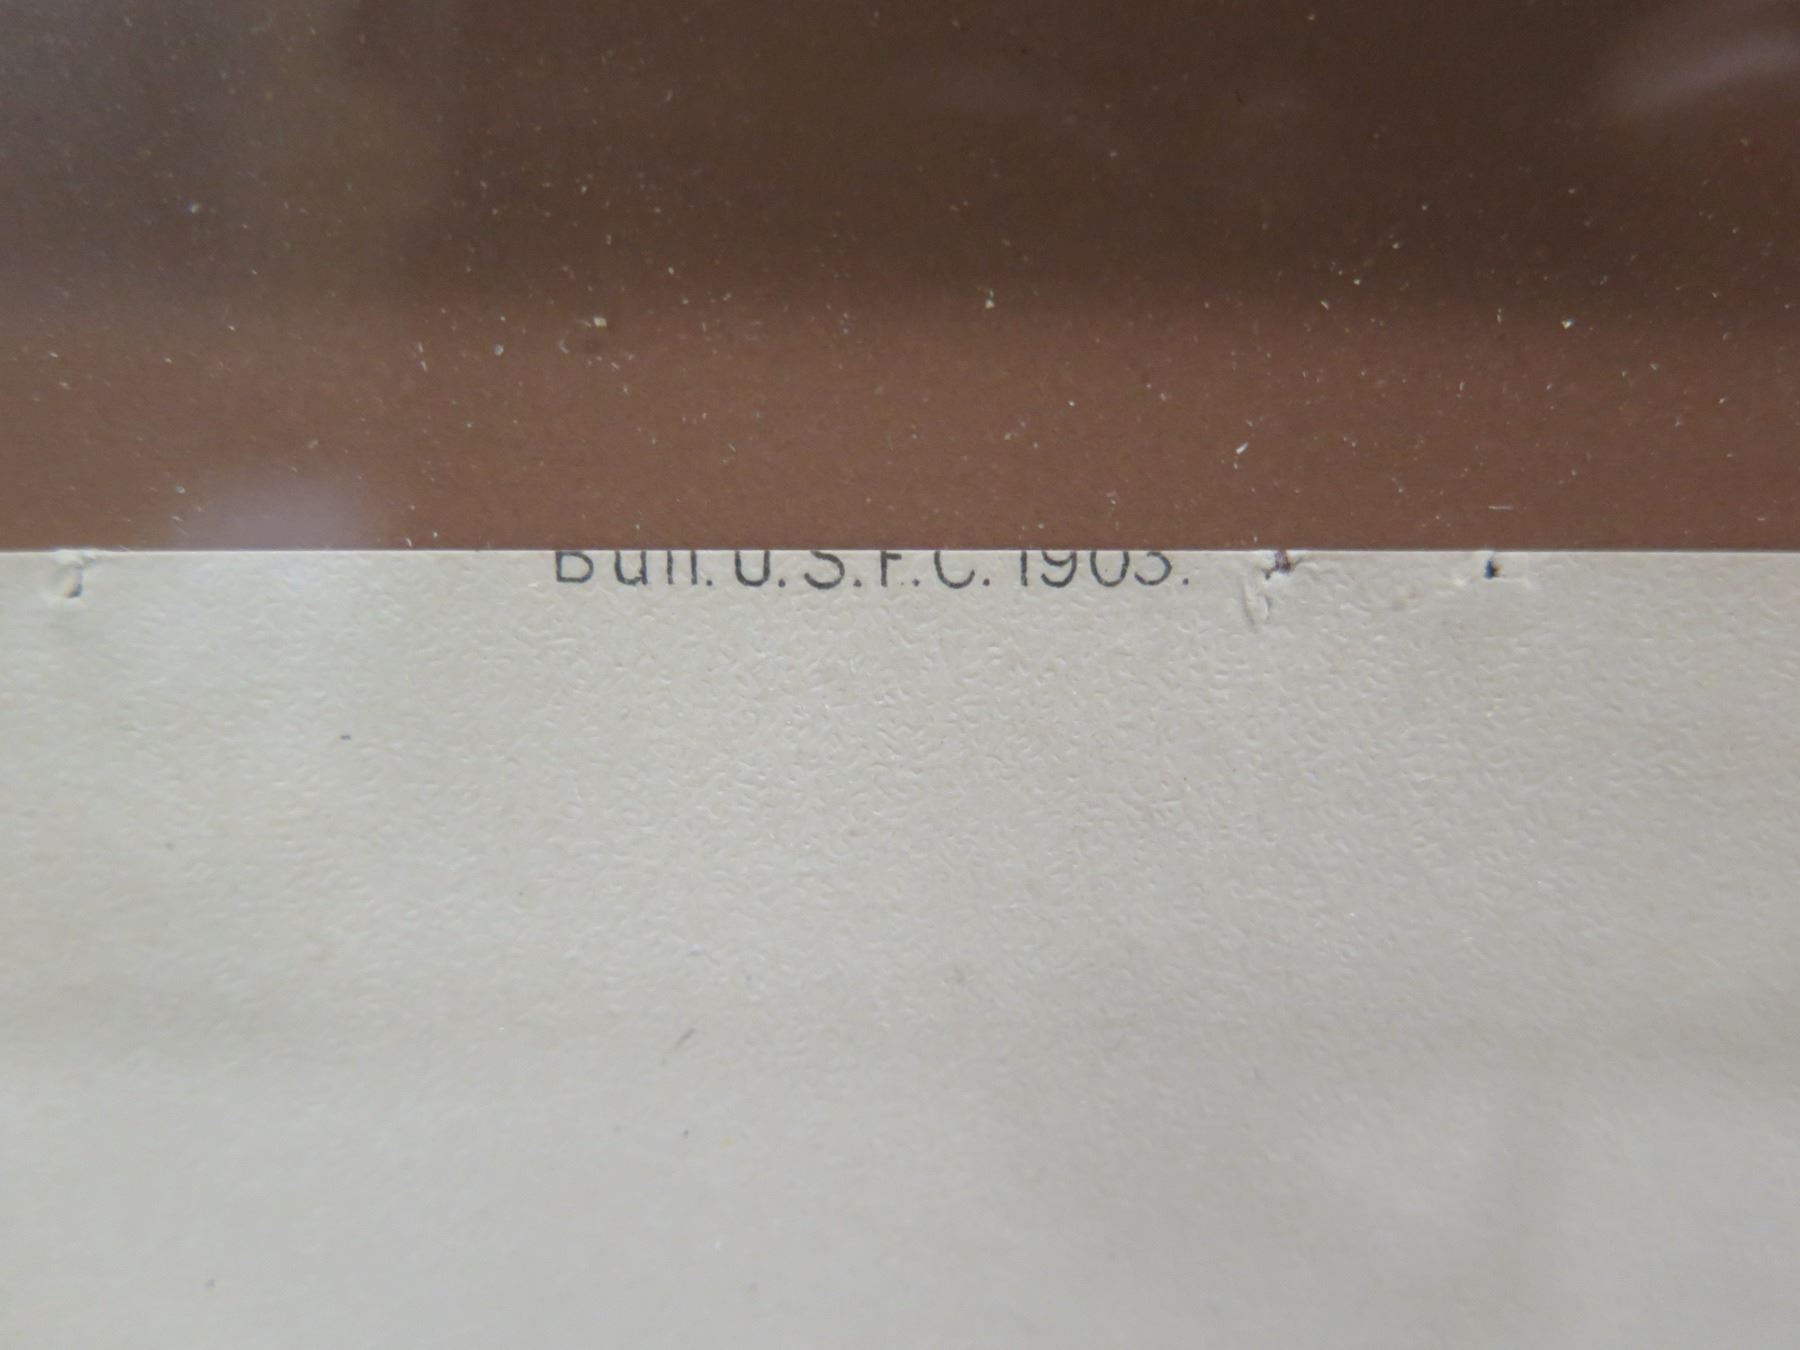 Bull. U. S. F. C. 1903.